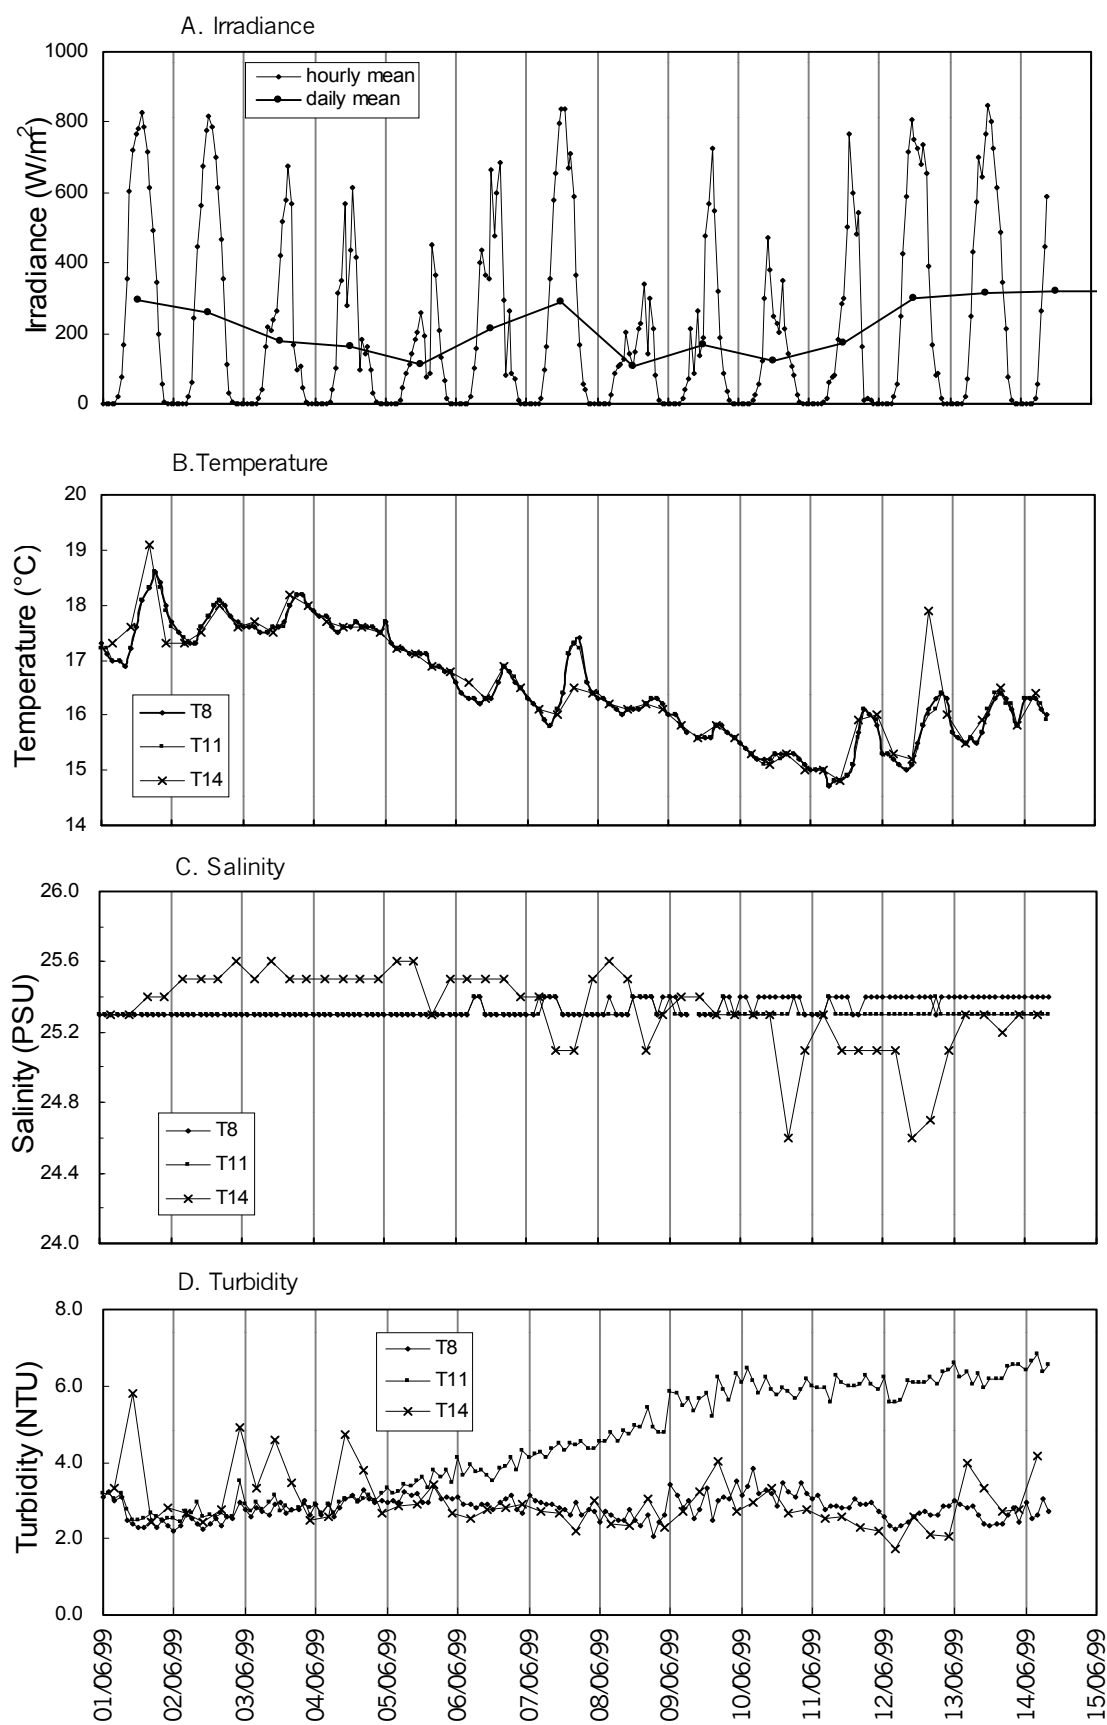 A. Irradiance
1000
800
600
400
200
0
Irradiance (W/m²)
hourly mean
daily mean
B.Temperature
20
19
18
17
16
15
14
Temperature (°C)
T8
T11
T14
C. Salinity
26.0
25.6
25.2
24.8
24.4
24.0
Salinity (PSU)
T8
T11
T14
D. Turbidity
8.0
6.0
4.0
2.0
0.0
Turbidity (NTU)
T8
T11
T14
01/06/99
02/06/99
03/06/99
04/06/99
05/06/99
06/06/99
07/06/99
08/06/99
09/06/99
10/06/99
11/06/99
12/06/99
13/06/99
14/06/99
15/06/99